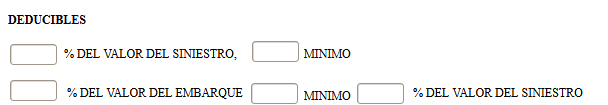 DEDUCIBLES
% DEL VALOR DEL SINIESTRO, MINIMO
% DEL VALOR DEL EMBARQUE MINIMO % DEL VALOR DEL SINIESTRO